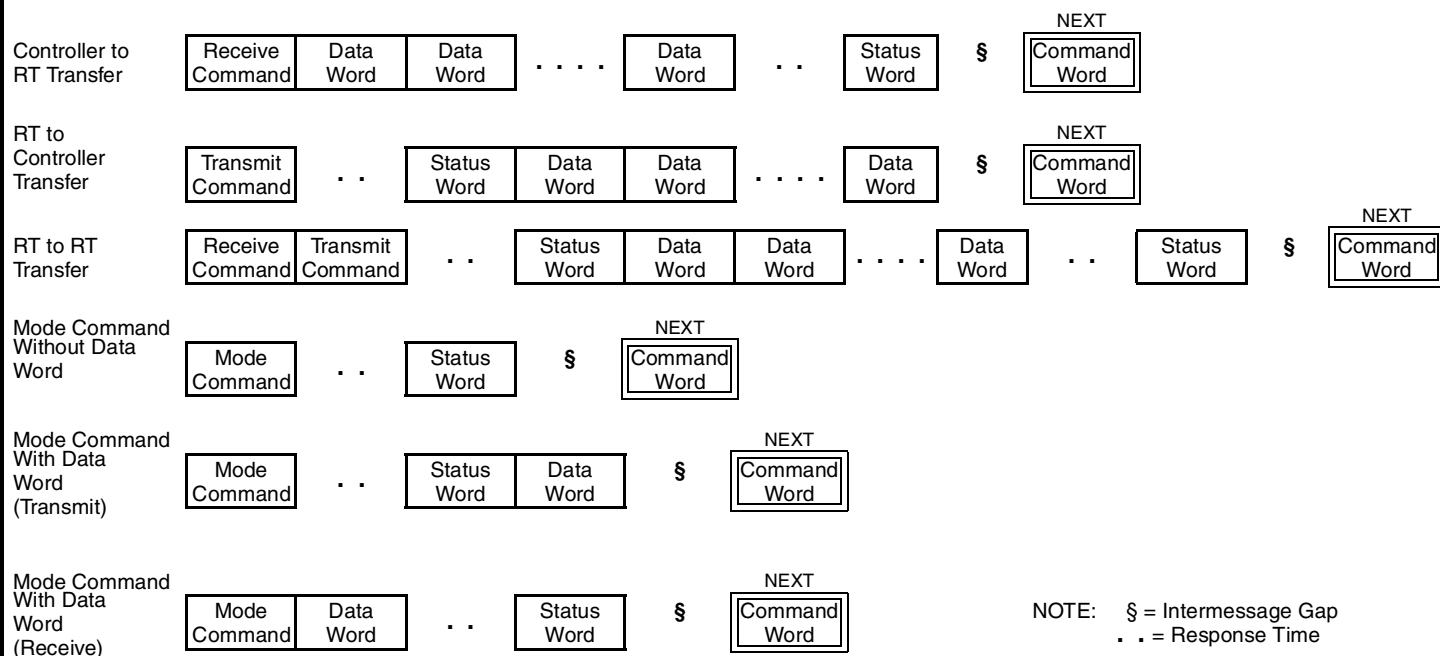 NEXT
Controller to
RT Transfer
Receive
Command
Data
Word
Data
Word
. . . .
Data
Word
. .
Status
Word
§
Command
Word
NEXT
RT to
Controller
Transfer
Transmit
Command
. .
Status
Word
Data
Word
Data
Word
. . . .
Data
Word
§
Command
Word
NEXT
RT to RT
Transfer
Receive
Command
Transmit
Command
. .
Status
Word
Data
Word
Data
Word
. . . .
Data
Word
. .
Status
Word
§
Command
Word
NEXT
Mode Command
Without Data
Word
Mode
Command
. .
Status
Word
§
Command
Word
NEXT
Mode Command
With Data
Word
(Transmit)
Mode
Command
. .
Status
Word
Data
Word
§
Command
Word
NEXT
Mode Command
With Data
Word
(Receive)
Mode
Command
Data
Word
. .
Status
Word
§
Command
Word
NOTE: § = Intermessage Gap
. . = Response Time